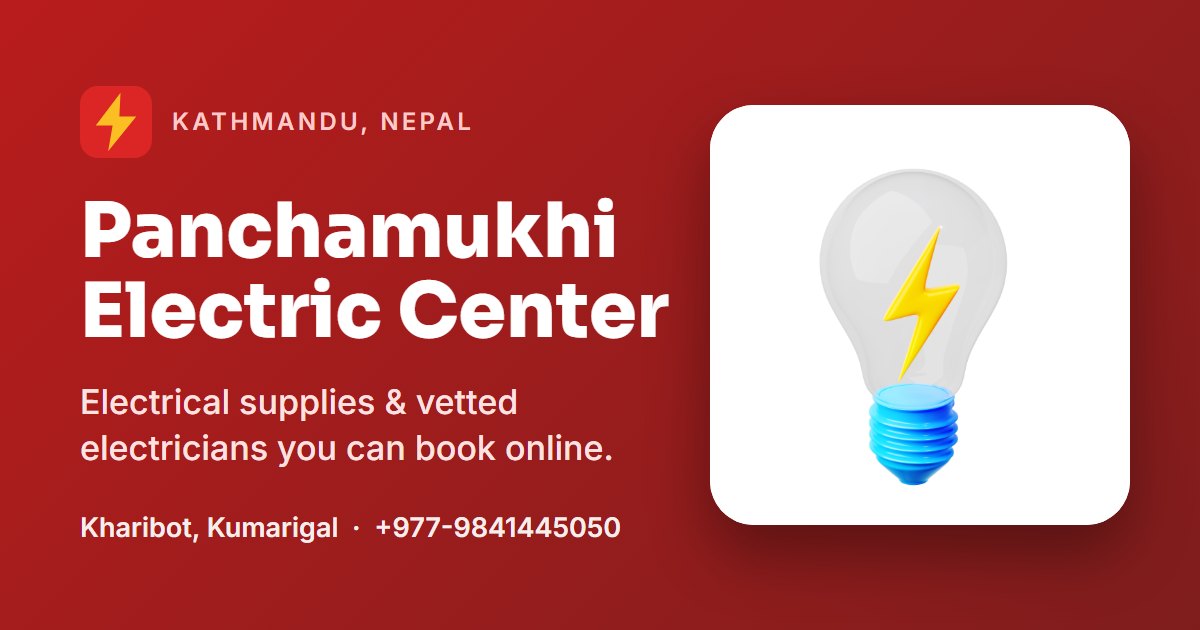 KATHMANDU, NEPAL
Panchamukhi
Electric Center
Electrical supplies & vetted
electricians you can book online.
Kharibot, Kumarigal · +977-9841445050